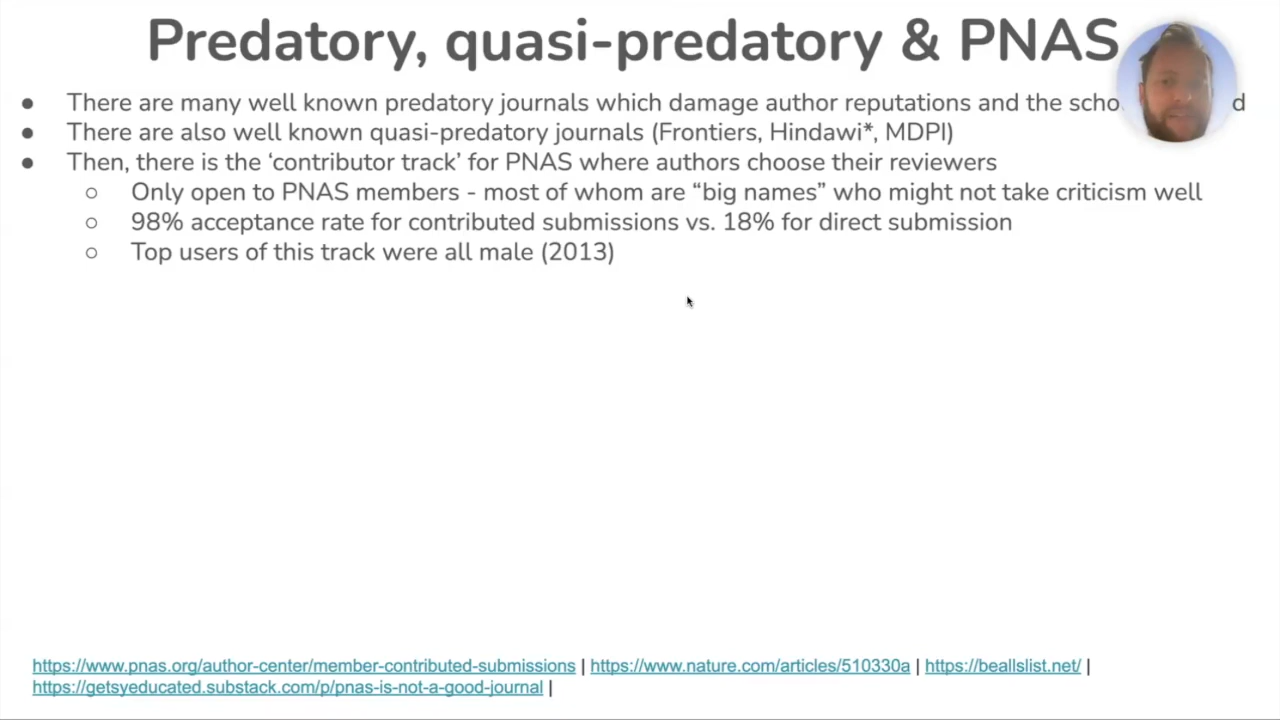 Predatory, quasi-predatory & PNAS
● There are many well known predatory journals which damage author reputations and the
● There are also well known quasi-predatory journals (Frontiers, Hindawi*, MDPI)
● Then, there is the ‘contributor track’ for PNAS where authors choose their reviewers
○ Only open to PNAS members - most of whom are “big names” who might not take criticism well
○ 98% acceptance rate for contributed submissions vs. 18% for direct submission
○ Top users of this track were all male (2013)
https://www.pnas.org/author-center/member-contributed-submissions | https://www.nature.com/articles/510330a | https://beallslist.net/ |
https://getsyeducated.substack.com/p/pnas-is-not-a-good-journal |